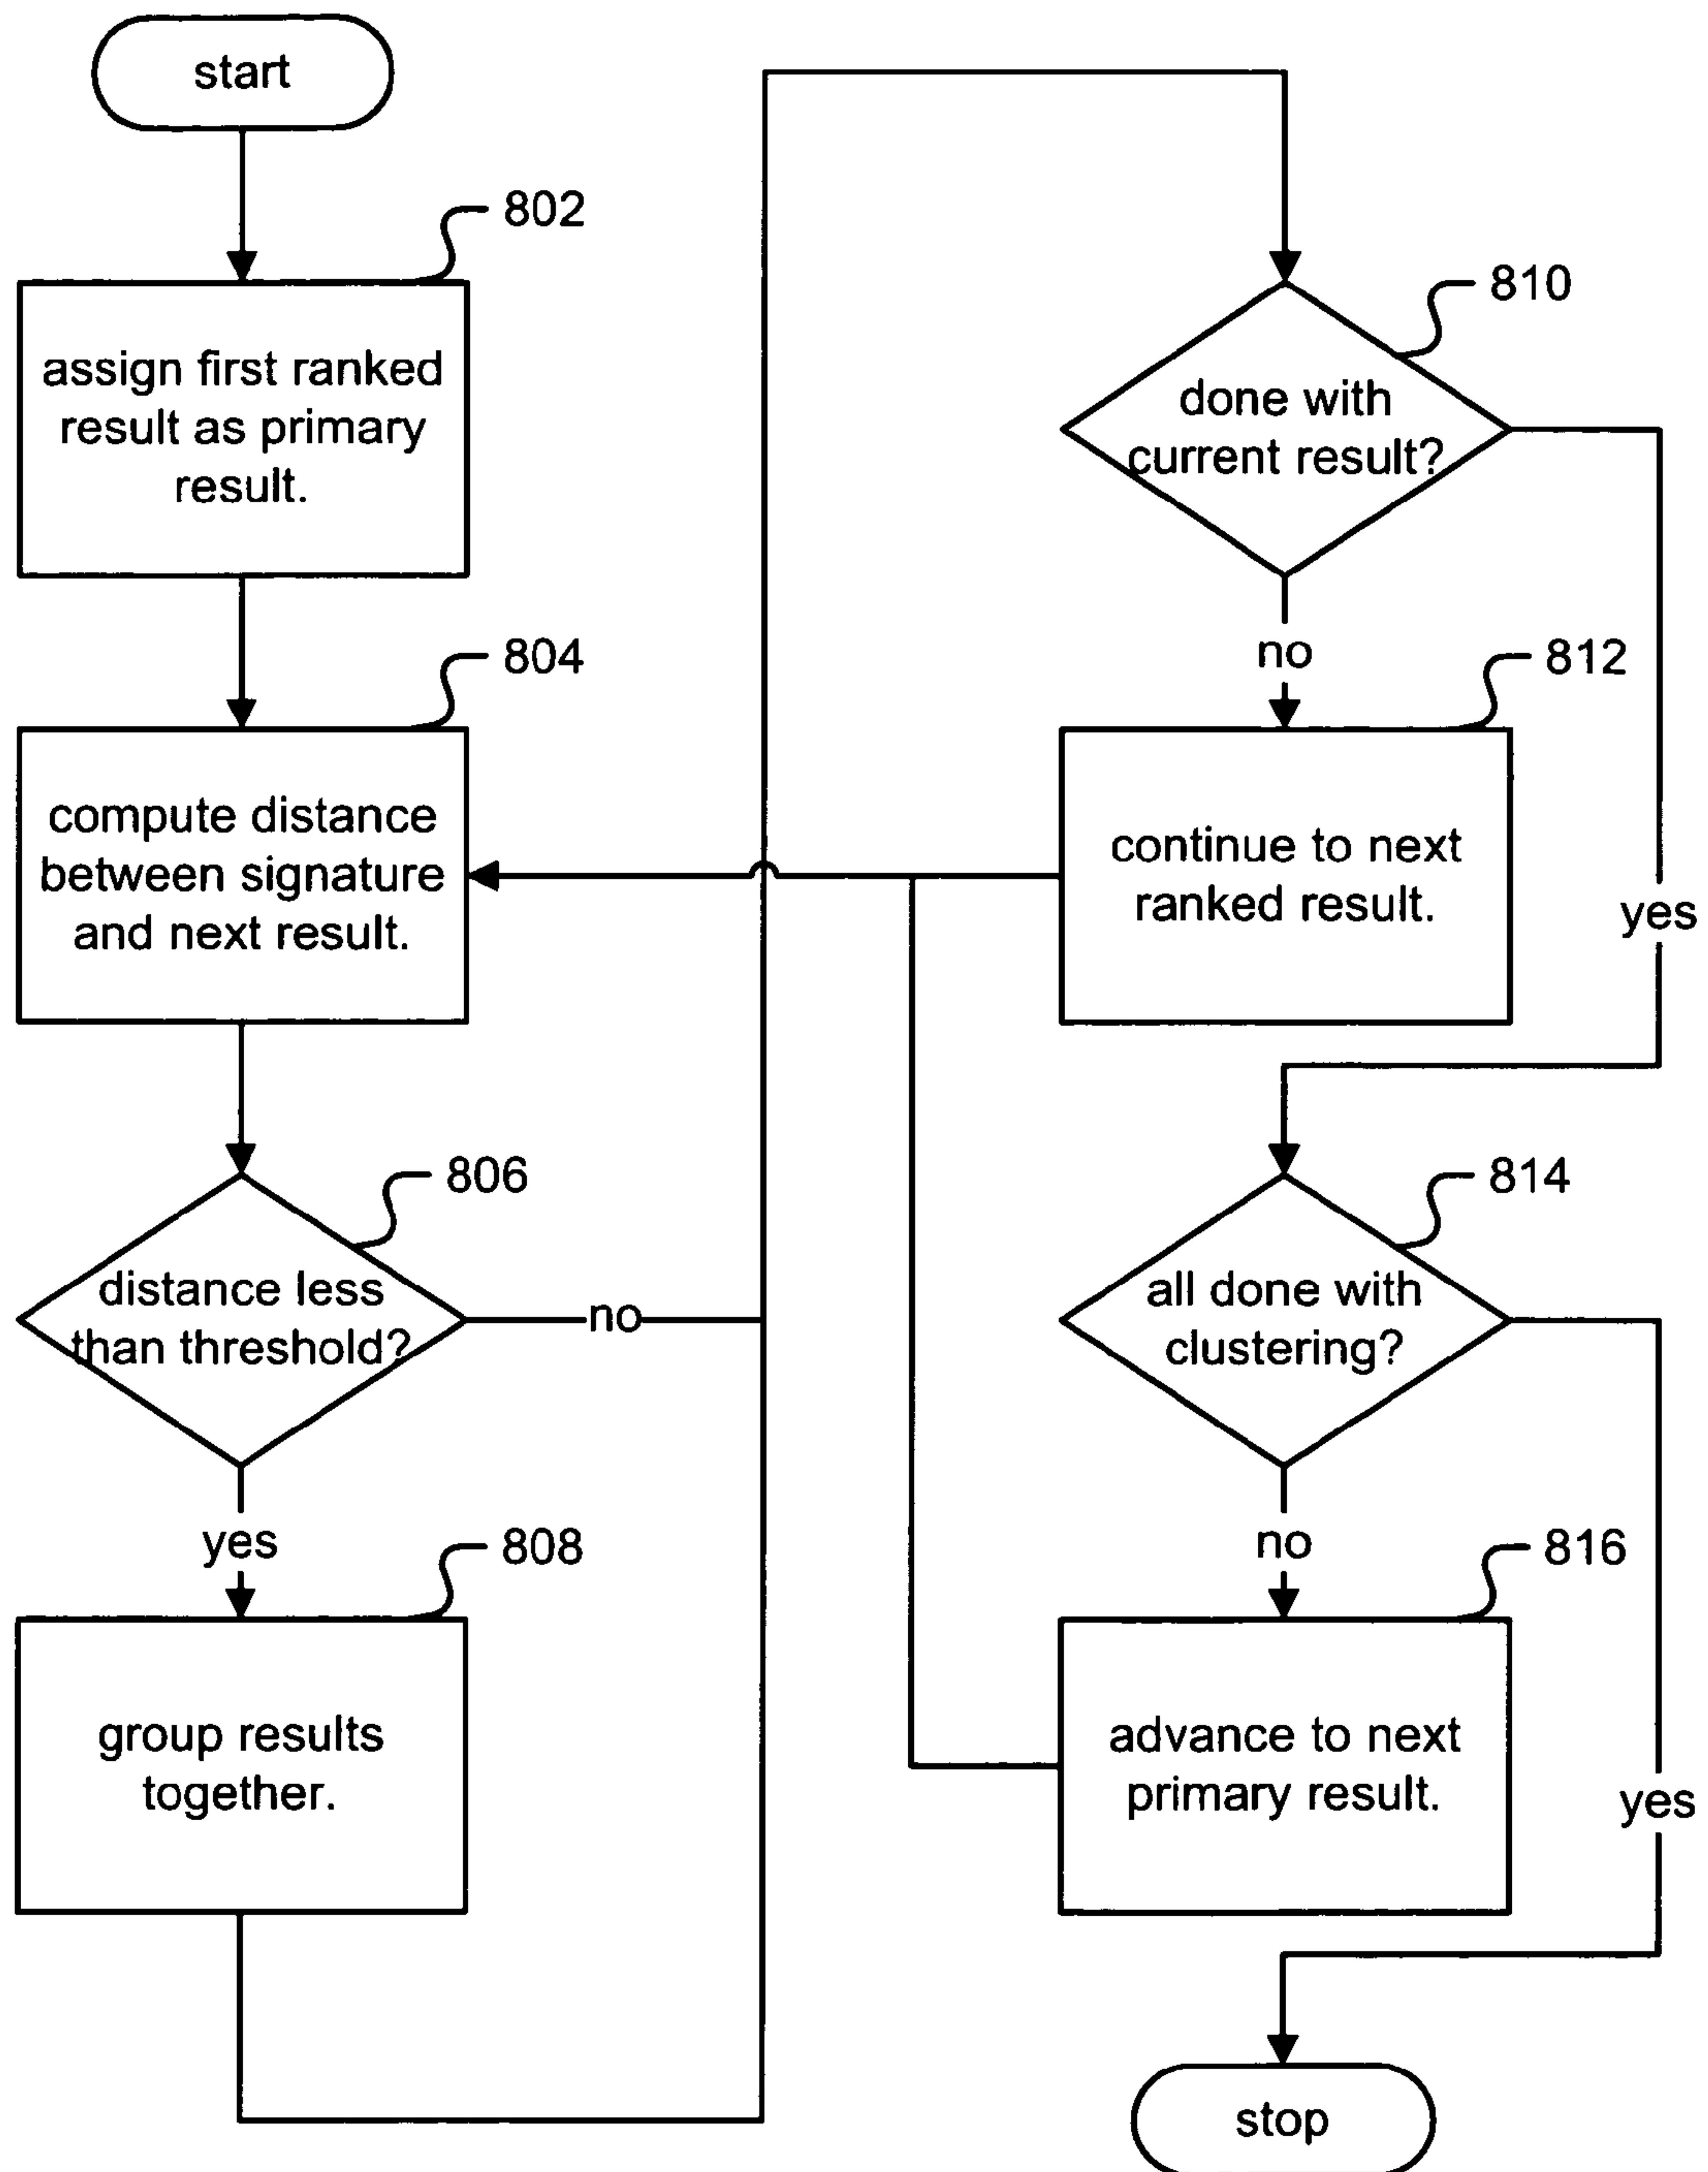 start
802
assign first ranked
result as primary
result.
804
compute distance
between signature
and next result.
806
distance less
than threshold?
no
yes
808
group results
together.
810
done with
current result?
no
yes
812
continue to next
ranked result.
814
all done with
clustering?
no
yes
816
advance to next
primary result.
stop